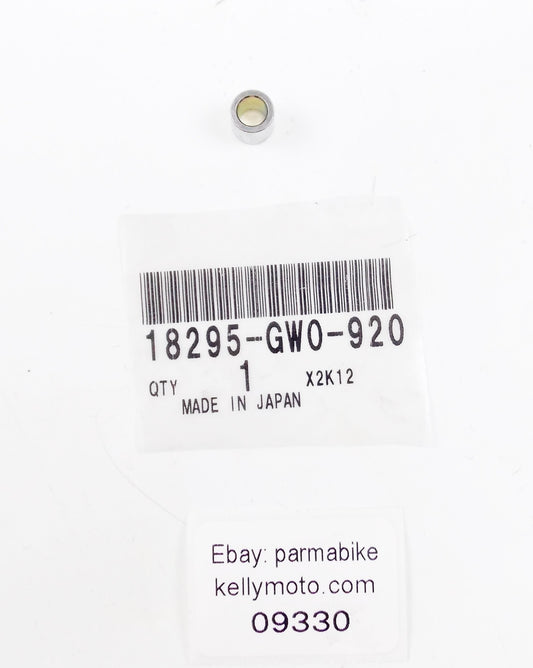 18295-GW0-920
QTY 1 X2K12
MADE IN JAPAN
Ebay: parmabike
kellymoto.com
09330